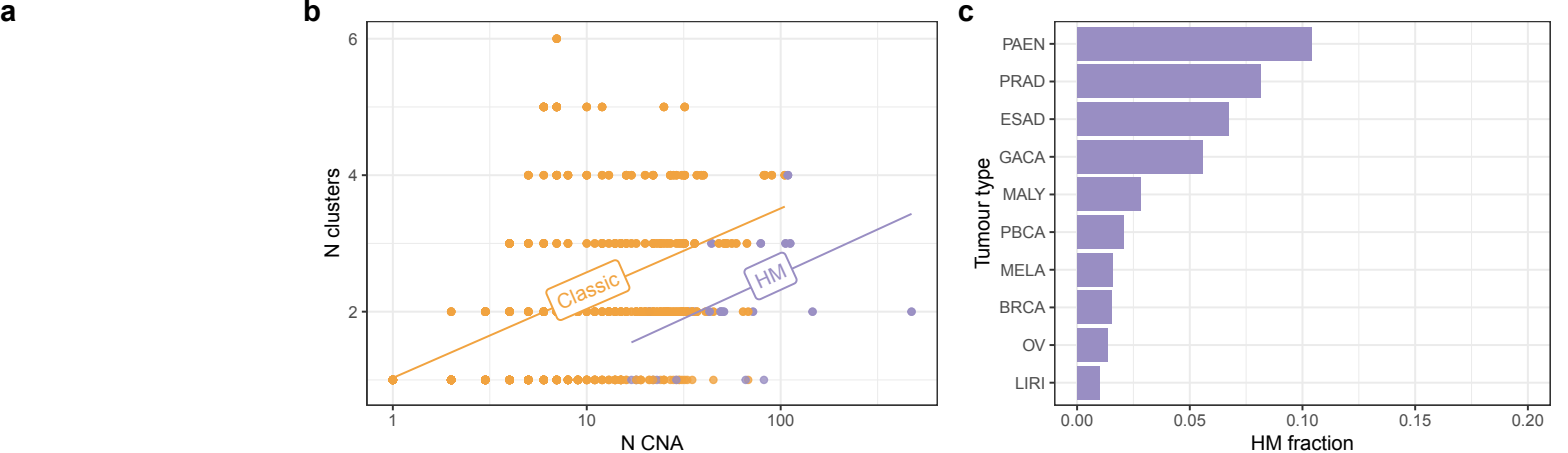 a
b
N clusters
6
4
2
Classic
HM
1
10
100
N CNA
c
Tumour type
PAEN
PRAD
ESAD
GACA
MALY
PBCA
MELA
BRCA
OV
LIRI
0.00
0.05
0.10
0.15
0.20
HM fraction